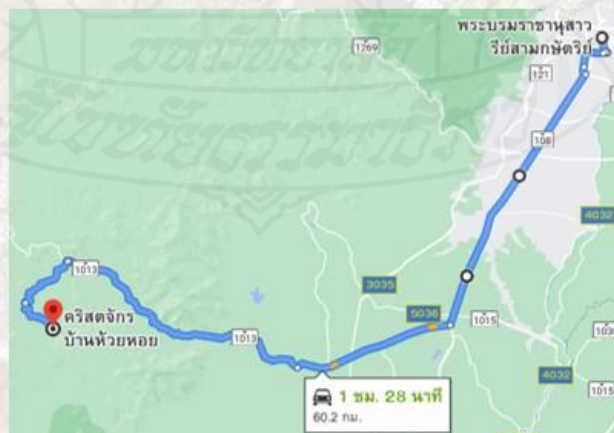 พระบรมราชานุสาว
รีย์สามกษัตริย์
1269
121
108
4032
3035
1013
5036
1015
คริสตจักร
บ้านห้วยหอย
1013
4032
1015
1 ชม. 28 นาที
60.2 กม.